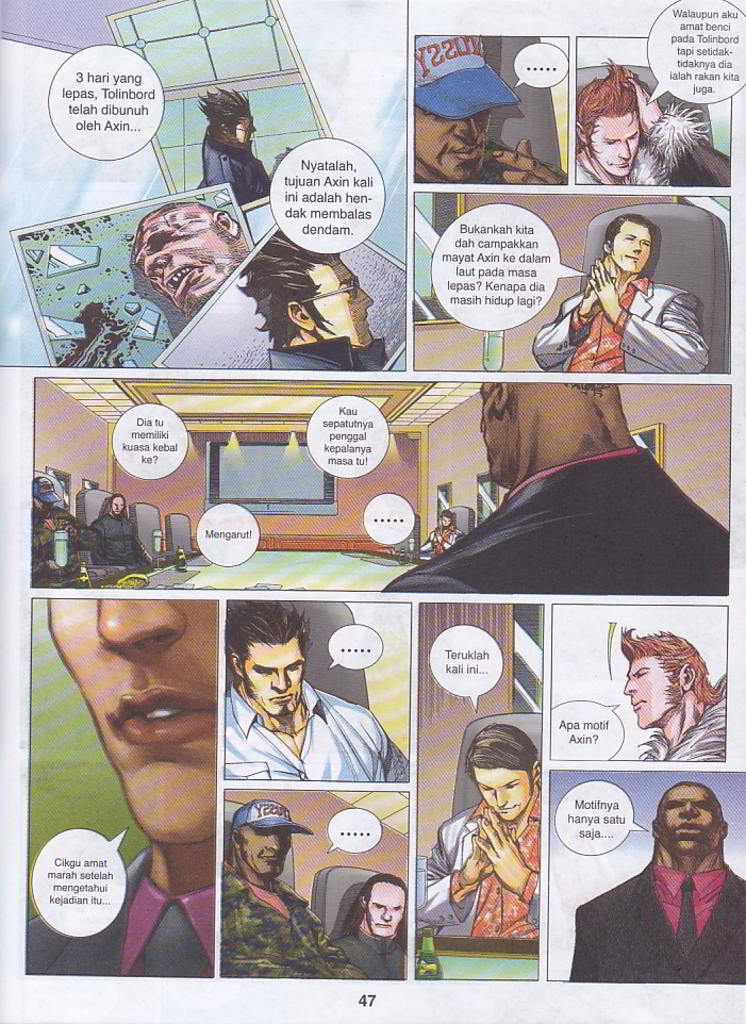 3 hari yang
lepas, Tolinbord
telah dibunuh
oleh Axin...
Nyatalah,
tujuan Axin kali
ini adalah hen-
dak membalas
dendam.
YSSUG
.....
Walaupun aku
amat benci
pada Tolinbord
tapi setidak-
tidaknya dia
ialah rakan kita
juga.
Bukankah kita
dah campakkan
mayat Axin ke dalam
laut pada masa
lepas? Kenapa dia
masih hidup lagi?
Dia tu
memiliki
kuasa kebal
ke?
Kau
sepatutnya
penggal
kepalanya
masa tu!
Mengarut!
.....
Cikgu amat
marah setelah
mengetahui
kejadian itu...
.....
.....
Teruklah
kali ini...
Apa motif
Axin?
Motifnya
hanya satu
saja....
47